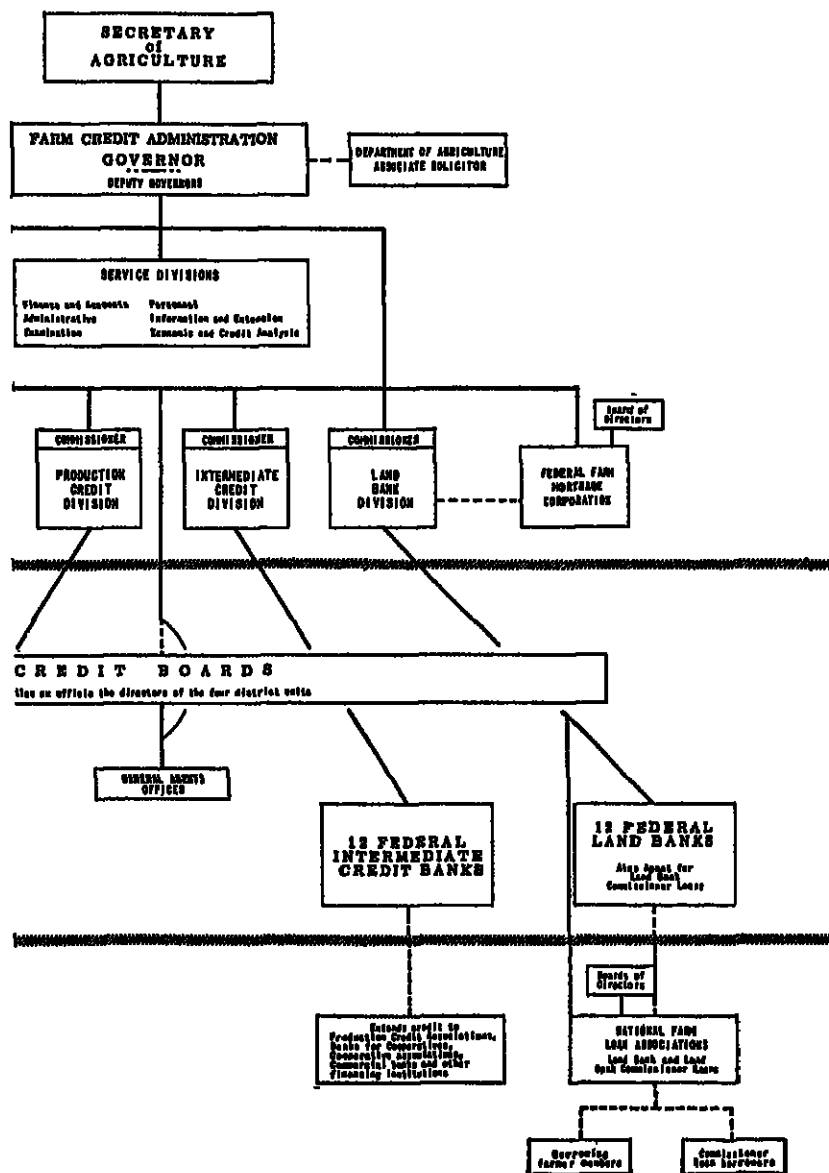 SECRETARY
of
AGRICULTURE
FARM CREDIT ADMINISTRATION
GOVERNOR
DEPUTY GOVERNORS
DEPARTMENT OF AGRICULTURE
ASSOCIATE SOLICITOR
SERVICE DIVISIONS
Finance and Accounts Personnel
Administrative Information and Extension
Examination Economic and Credit Analysis
Board of
Directors
COMMISSIONER COMMISSIONER COMMISSIONER
PRODUCTION
CREDIT
DIVISION
INTERMEDIATE
CREDIT
DIVISION
LAND
BANK
DIVISION
FEDERAL FARM
MORTGAGE
CORPORATION
CREDIT BOARDS
ex officio the directors of the four district units
GENERAL AGENTS
OFFICES
12 FEDERAL
INTERMEDIATE
CREDIT BANKS
12 FEDERAL
LAND BANKS
Also Agent for
Land Bank
Commissioner Loans
Boards of
Directors
Extends credit to
Production Credit Associations,
Banks for Cooperatives,
Cooperative associations,
Commercial banks and other
financing institutions
NATIONAL FARM
LOAN ASSOCIATIONS
Land Bank and Land
Bank Commissioner Loans
Borrowing
farmer members
Commissioner
loan borrowers